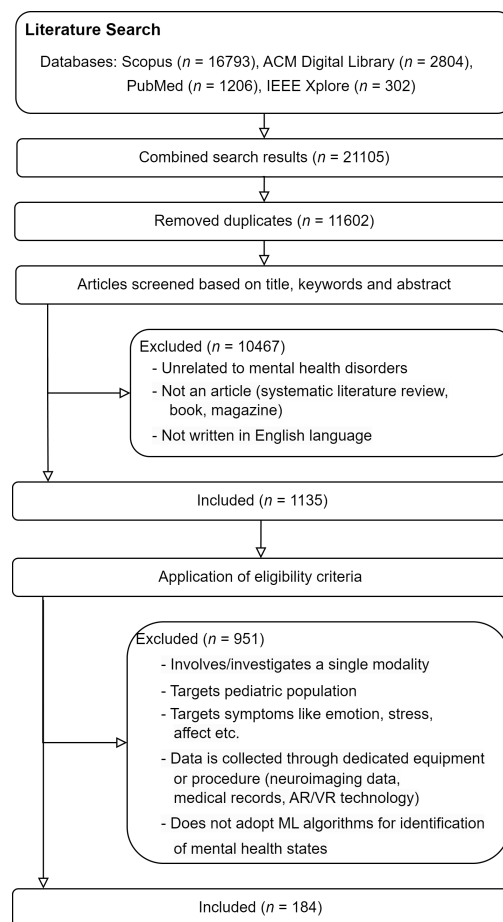 Literature Search
Databases: Scopus (n = 16793), ACM Digital Library (n = 2804),
PubMed (n = 1206), IEEE Xplore (n = 302)
Combined search results (n = 21105)
Removed duplicates (n = 11602)
Articles screened based on title, keywords and abstract
Excluded (n = 10467)
- Unrelated to mental health disorders
- Not an article (systematic literature review,
book, magazine)
- Not written in English language
Included (n = 1135)
Application of eligibility criteria
Excluded (n = 951)
- Involves/investigates a single modality
- Targets pediatric population
- Targets symptoms like emotion, stress,
affect etc.
- Data is collected through dedicated equipment
or procedure (neuroimaging data,
medical records, AR/VR technology)
- Does not adopt ML algorithms for identification
of mental health states
Included (n = 184)